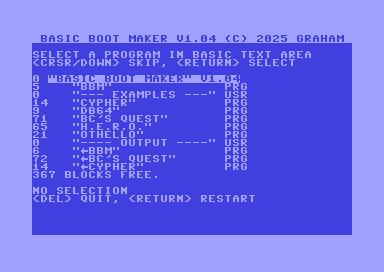 BASIC BOOT MAKER V1.04 (C) 2025 GRAHAM
SELECT A PROGRAM IN BASIC TEXT AREA
<CRSR/DOWN> SKIP, <RETURN> SELECT
0 "BASIC BOOT MAKER" V1.04
5 "BBM" PRG
0 "--- EXAMPLES ---" USR
14 "CYPHER" PRG
9 "DB64" PRG
71 "BC'S QUEST" PRG
65 "H.E.R.O." PRG
21 "OTHELLO" PRG
0 "---- OUTPUT ----" USR
6 "←BBM" PRG
72 "←BC'S QUEST" PRG
14 "←CYPHER" PRG
367 BLOCKS FREE.
NO SELECTION
<DEL> QUIT, <RETURN> RESTART